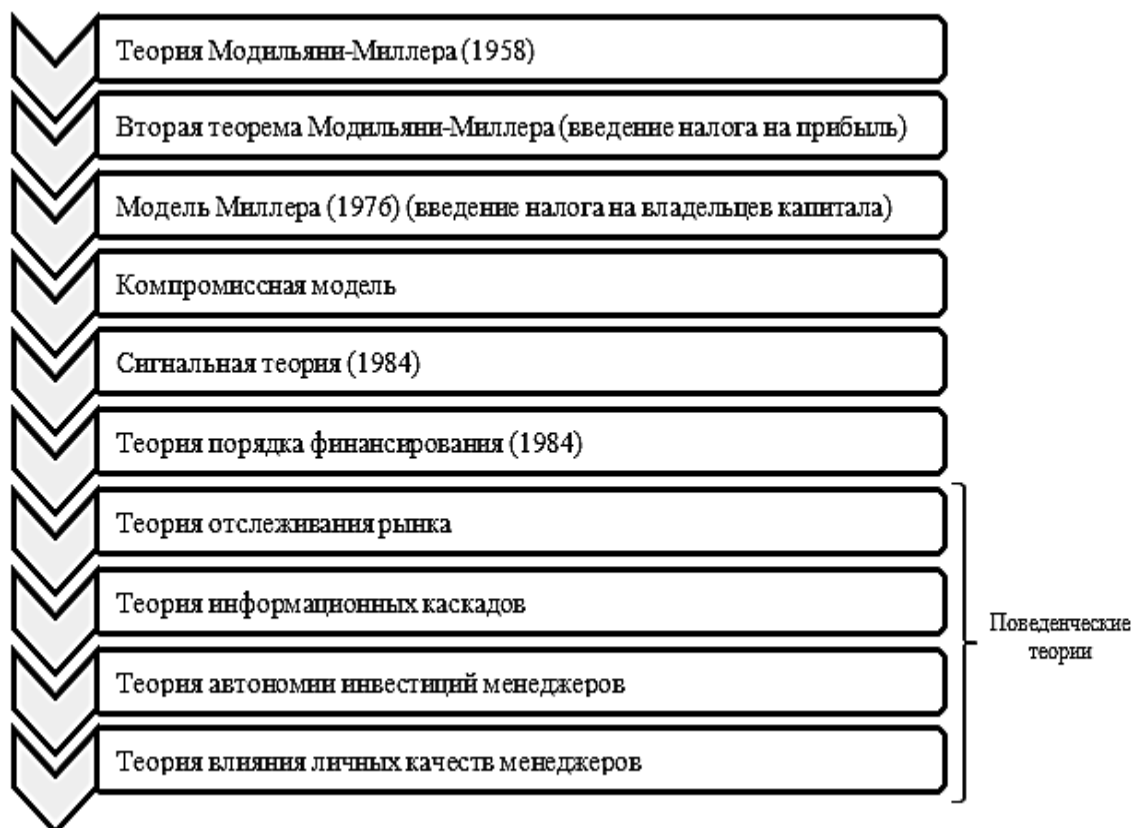 Теория Модильяни-Миллера (1958)
Вторая теорема Модильяни-Миллера (введение налога на прибыль)
Модель Миллера (1976) (введение налога на владельцев капитала)
Компромиссная модель
Сигнальная теория (1984)
Теория порядка финансирования (1984)
Теория отслеживания рынка
Теория информационных каскадов
Теория автономии инвестиций менеджеров
Теория влияния личных качеств менеджеров
Поведенческие
теории